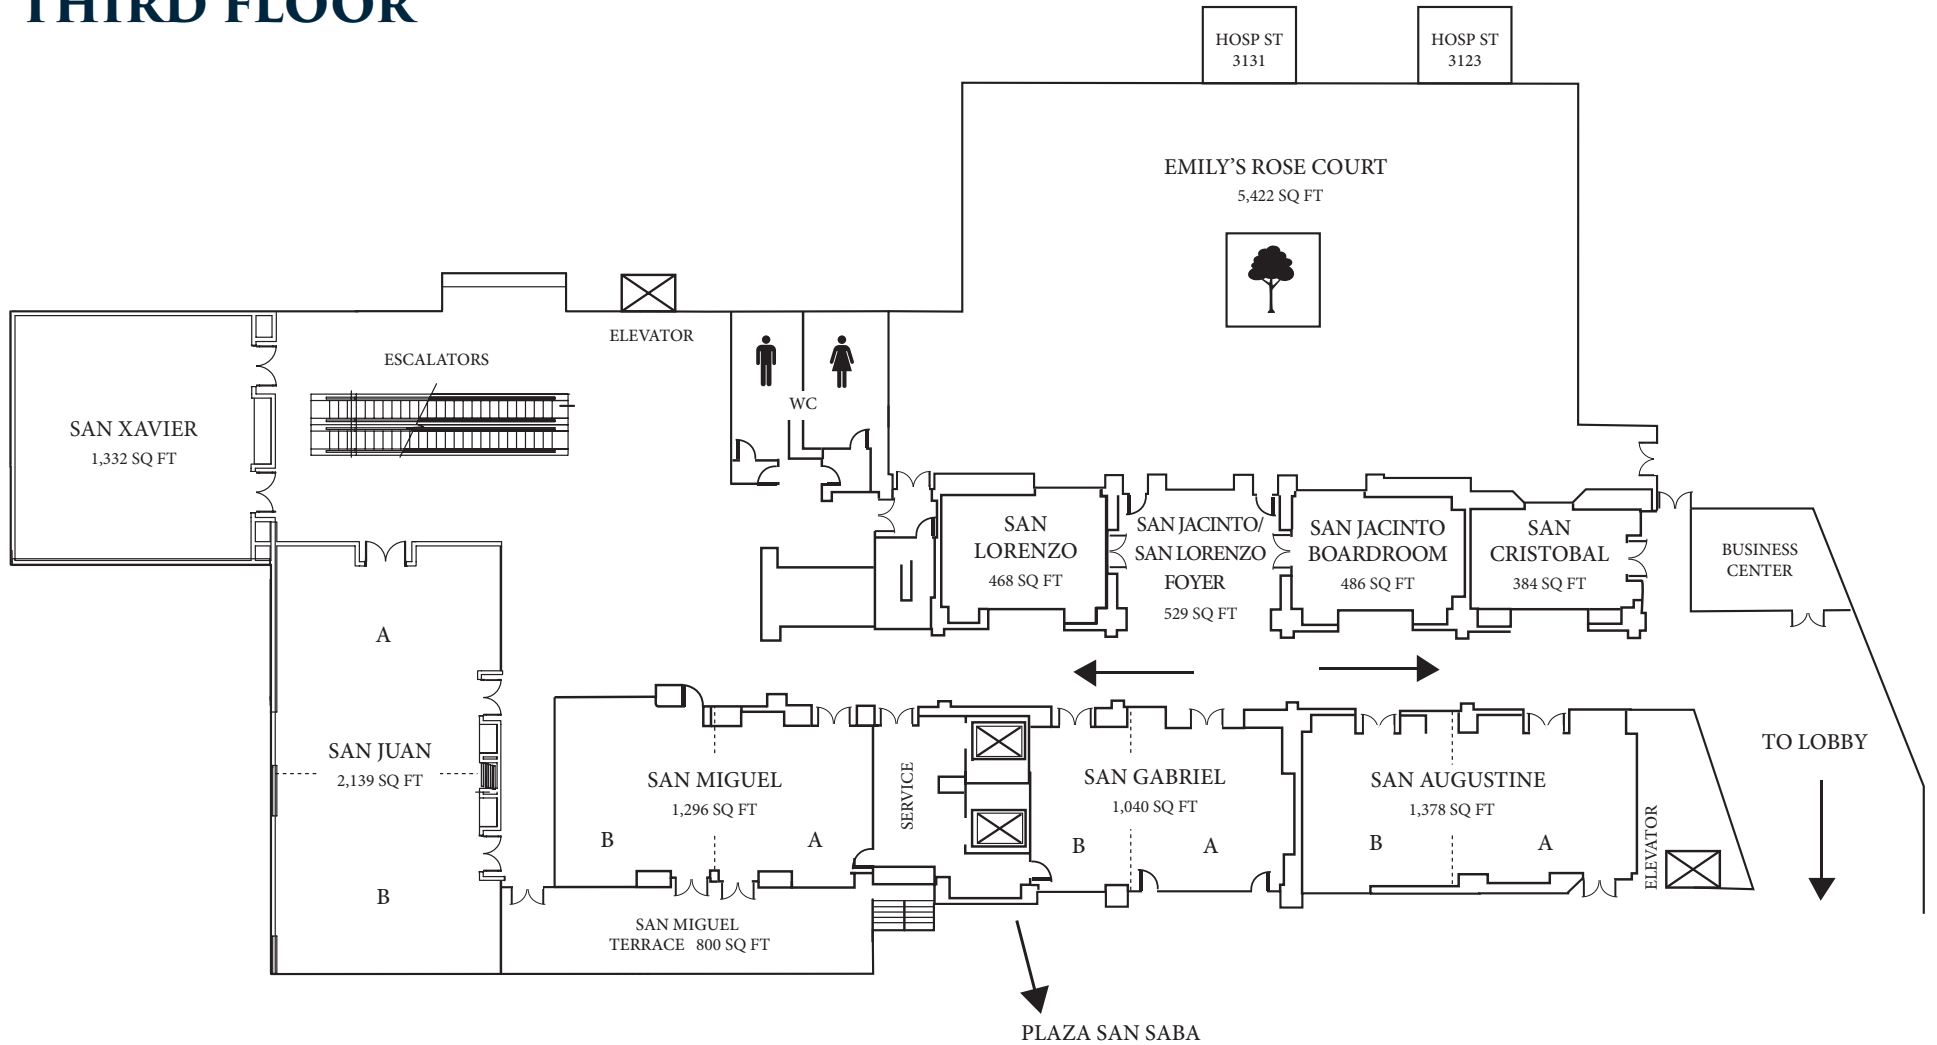 THIRD FLOOR
HOSP ST
3131
HOSP ST
3123
EMILY’S ROSE COURT
5,422 SQ FT
ELEVATOR
ESCALATORS
WC
SAN XAVIER
1,332 SQ FT
SAN
LORENZO
468 SQ FT
SAN JACINTO/
SAN LORENZO
FOYER
529 SQ FT
SAN JACINTO
BOARDROOM
486 SQ FT
SAN
CRISTOBAL
384 SQ FT
BUSINESS
CENTER
A
SAN JUAN
2,139 SQ FT
B
SAN MIGUEL
1,296 SQ FT
B
A
SERVICE
SAN GABRIEL
1,040 SQ FT
B
A
SAN AUGUSTINE
1,378 SQ FT
B
A
ELEVATOR
TO LOBBY
SAN MIGUEL
TERRACE 800 SQ FT
PLAZA SAN SABA